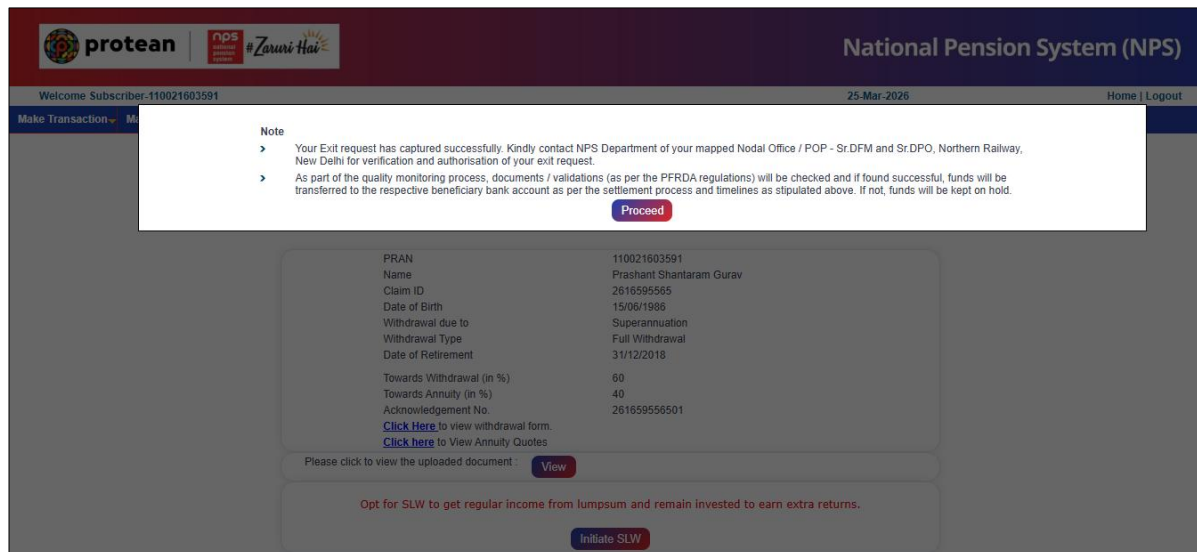 protean
nps
national
pension
system
#Zaruri Hai
National Pension System (NPS)
Welcome Subscriber-110021603591
25-Mar-2026
Home | Logout
Make Transaction
Note
Your Exit request has captured successfully. Kindly contact NPS Department of your mapped Nodal Office / POP - Sr.DFM and Sr.DPO, Northern Railway,
New Delhi for verification and authorisation of your exit request.
As part of the quality monitoring process, documents / validations (as per the PFRDA regulations) will be checked and if found successful, funds will be
transferred to the respective beneficiary bank account as per the settlement process and timelines as stipulated above. If not, funds will be kept on hold.
Proceed
PRAN 110021603591
Name Prashant Shantaram Gurav
Claim ID 2616595565
Date of Birth 15/06/1986
Withdrawal due to Superannuation
Withdrawal Type Full Withdrawal
Date of Retirement 31/12/2018
Towards Withdrawal (in %) 60
Towards Annuity (in %) 40
Acknowledgement No. 261659556501
Click Here to view withdrawal form.
Click here to View Annuity Quotes
Please click to view the uploaded document : View
Opt for SLW to get regular income from lumpsum and remain invested to earn extra returns.
Initiate SLW